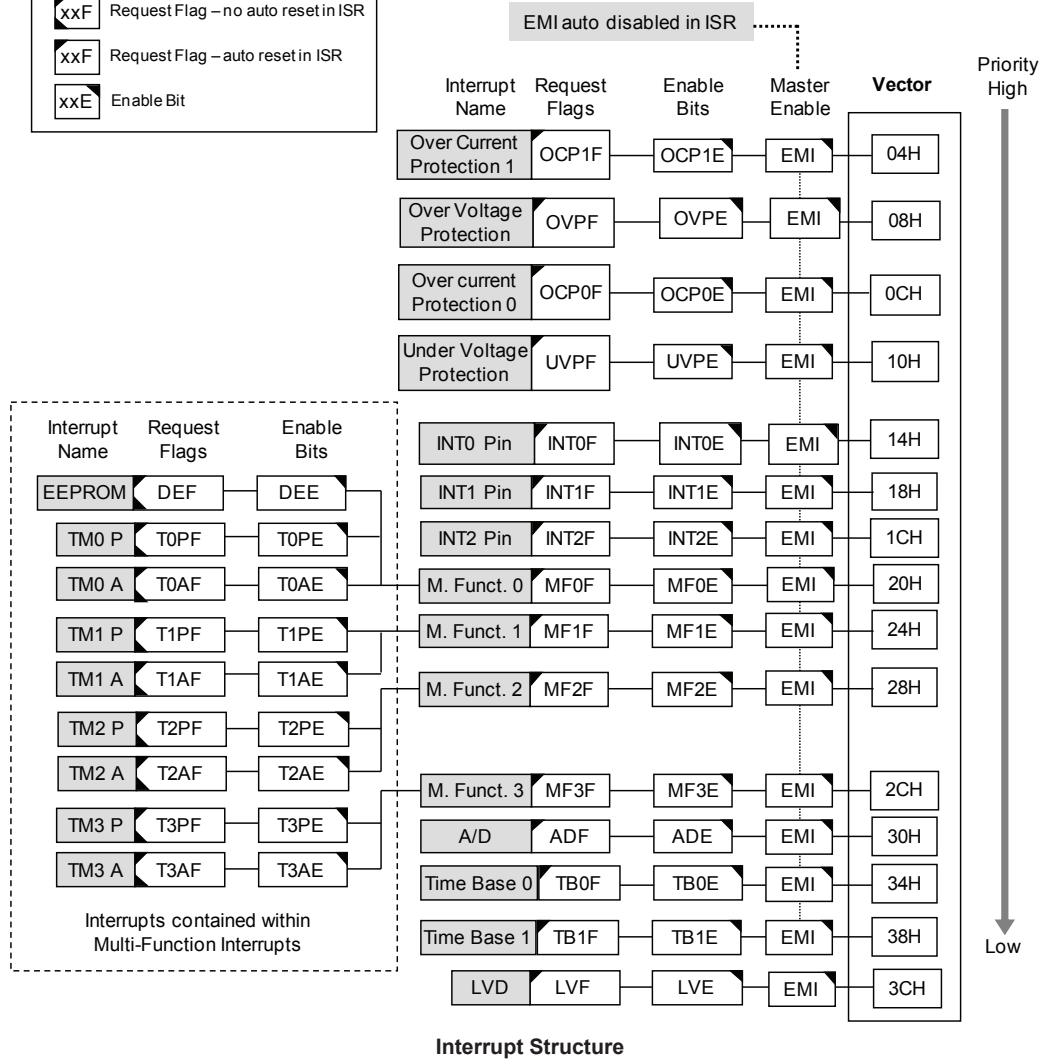 xxF Request Flag – no auto reset in ISR
xxF Request Flag – auto reset in ISR
xxE Enable Bit
EMI auto disabled in ISR
Interrupt Name Request Flags Enable Bits Master Enable Vector Priority High
Over Current Protection 1 OCP1F OCP1E EMI 04H
Over Voltage Protection OVPF OVPE EMI 08H
Over current Protection 0 OCP0F OCP0E EMI 0CH
Under Voltage Protection UVPF UVPE EMI 10H
INT0 Pin INT0F INT0E EMI 14H
INT1 Pin INT1F INT1E EMI 18H
INT2 Pin INT2F INT2E EMI 1CH
M. Funct. 0 MF0F MF0E EMI 20H
M. Funct. 1 MF1F MF1E EMI 24H
M. Funct. 2 MF2F MF2E EMI 28H
M. Funct. 3 MF3F MF3E EMI 2CH
A/D ADF ADE EMI 30H
Time Base 0 TB0F TB0E EMI 34H
Time Base 1 TB1F TB1E EMI 38H
Low
LVD LVF LVE EMI 3CH
Interrupt Name Request Flags Enable Bits
EEPROM DEF DEE
TM0 P T0PF T0PE
TM0 A T0AF T0AE
TM1 P T1PF T1PE
TM1 A T1AF T1AE
TM2 P T2PF T2PE
TM2 A T2AF T2AE
TM3 P T3PF T3PE
TM3 A T3AF T3AE
Interrupts contained within
Multi-Function Interrupts
Interrupt Structure